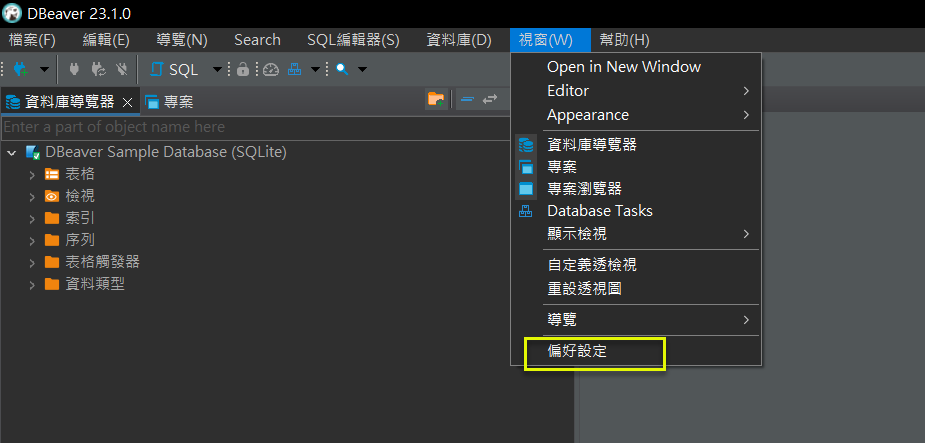 DBeaver 23.1.0
檔案(F) 編輯(E) 導覽(N) Search SQL編輯器(S) 資料庫(D) 視窗(W) 幫助(H)
SQL
資料庫導覽器 專案
Enter a part of object name here
DBeaver Sample Database (SQLite)
表格
檢視
索引
序列
表格觸發器
資料類型
Open in New Window
Editor
Appearance
資料庫導覽器
專案
專案瀏覽器
Database Tasks
顯示檢視
自定義透檢視
重設透視圖
導覽
偏好設定